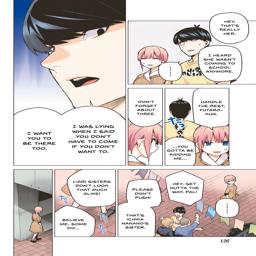 HEY,
THAT'S
REALLY
HER.
I HEARD
SHE WASN'T
COMING TO
SCHOOL
ANYMORE.
I WANT
YOU TO
BE THERE
TOO.
I WAS LYING
WHEN I SAID
YOU DON'T
HAVE TO COME
IF YOU DON'T
WANT TO.
DON'T
FORGET
ABOUT
THREE.
HANDLE
THE REST,
FUTARO-
KUN.
...YOU
GOTTA BE
KIDDING
ME...
LIAR! SISTERS
DON'T LOOK
THAT MUCH
ALIKE!
BELIEVE ME,
SOME
DO...
PLEASE
DON'T
PUSH!
THAT'S
ICHIKA
NAKANO'S
SISTER!
HEY, GET
OUTTA THE
WAY, PAL!
126